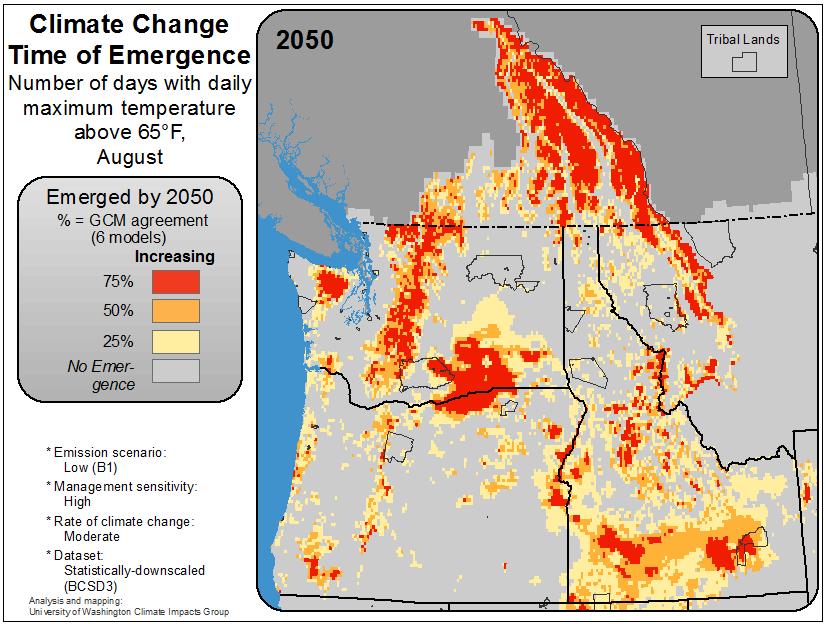 Climate Change
Time of Emergence
Number of days with daily
maximum temperature
above 65°F,
August
Emerged by 2050
% = GCM agreement
(6 models)
Increasing
75%
50%
25%
No Emer-
gence
* Emission scenario:
Low (B1)
* Management sensitivity:
High
* Rate of climate change:
Moderate
* Dataset:
Statistically-downscaled
(BCSD3)
Analysis and mapping:
University of Washington Climate Impacts Group
2050
Tribal Lands